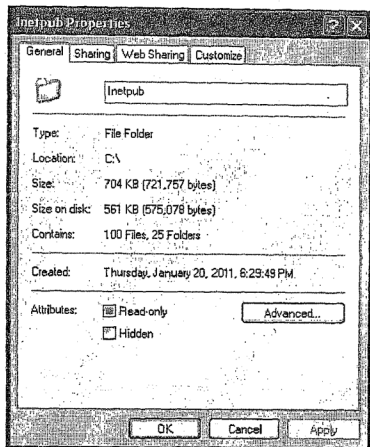 Inetpub Properties
General Sharing Web Sharing Customize
Inetpub
Type: File Folder
Location: C:\
Size: 704 KB (721,757 bytes)
Size on disk: 561 KB (575,078 bytes)
Contains: 100 Files, 25 Folders
Created: Thursday, January 20, 2011, 6:29:49 PM
Attributes: Read-only Advanced...
Hidden
OK Cancel Apply